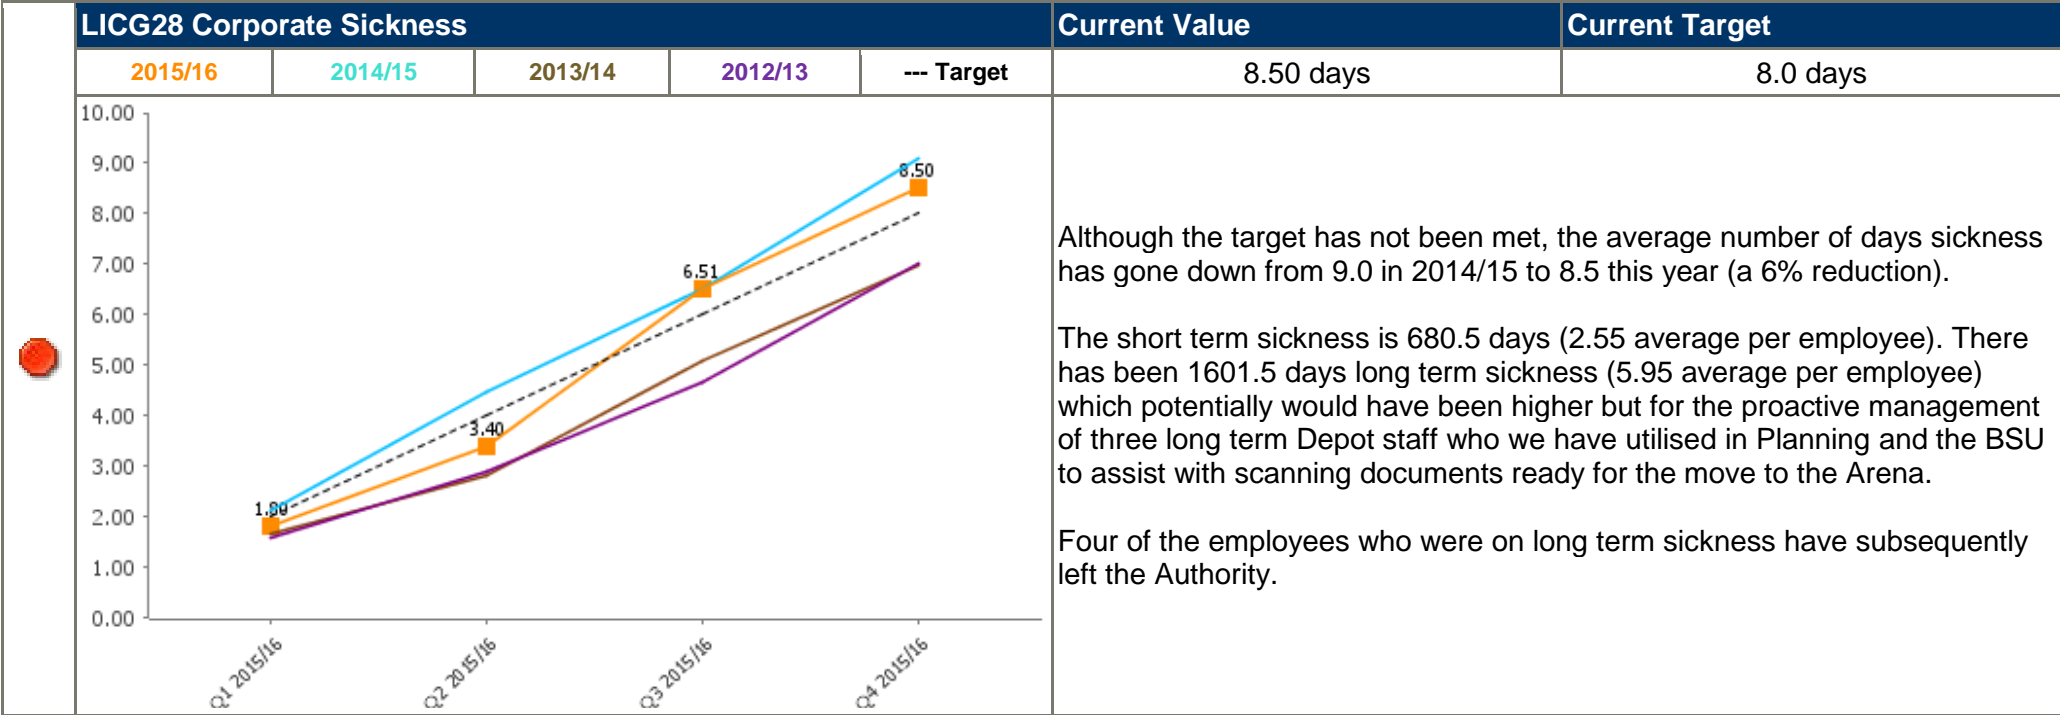 LICG28 Corporate Sickness
Current Value
Current Target
2015/16
2014/15
2013/14
2012/13
--- Target
8.50 days
8.0 days
10.00
9.00
8.00
7.00
6.00
5.00
4.00
3.00
2.00
1.00
0.00
1.80
3.40
6.51
8.50
Q1 2015/16
Q2 2015/16
Q3 2015/16
Q4 2015/16
Although the target has not been met, the average number of days sickness
has gone down from 9.0 in 2014/15 to 8.5 this year (a 6% reduction).
The short term sickness is 680.5 days (2.55 average per employee). There
has been 1601.5 days long term sickness (5.95 average per employee)
which potentially would have been higher but for the proactive management
of three long term Depot staff who we have utilised in Planning and the BSU
to assist with scanning documents ready for the move to the Arena.
Four of the employees who were on long term sickness have subsequently
left the Authority.